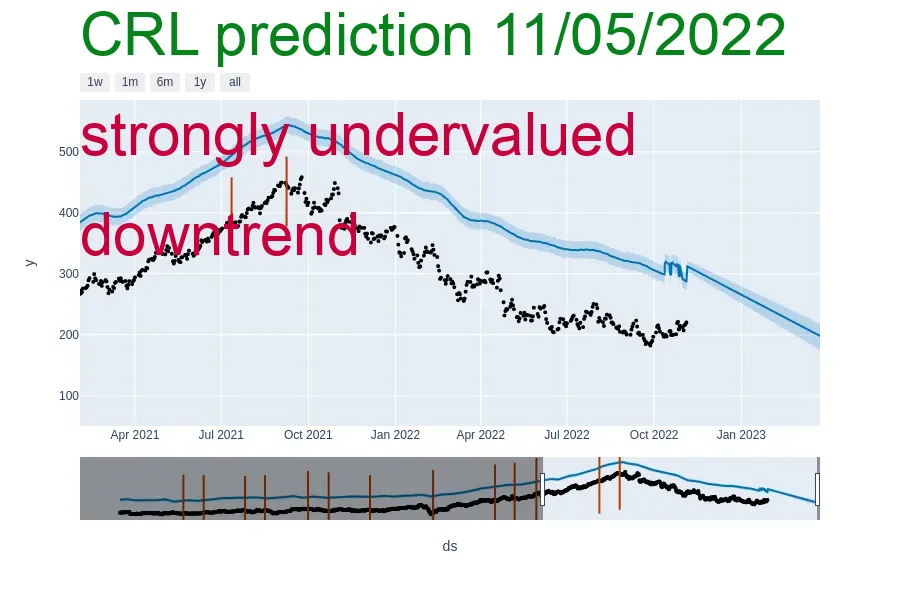 CRL prediction 11/05/2022
1w 1m 6m 1y all
strongly undervalued
downtrend
500
400
300
200
100
y
Apr 2021 Jul 2021 Oct 2021 Jan 2022 Apr 2022 Jul 2022 Oct 2022 Jan 2023
ds